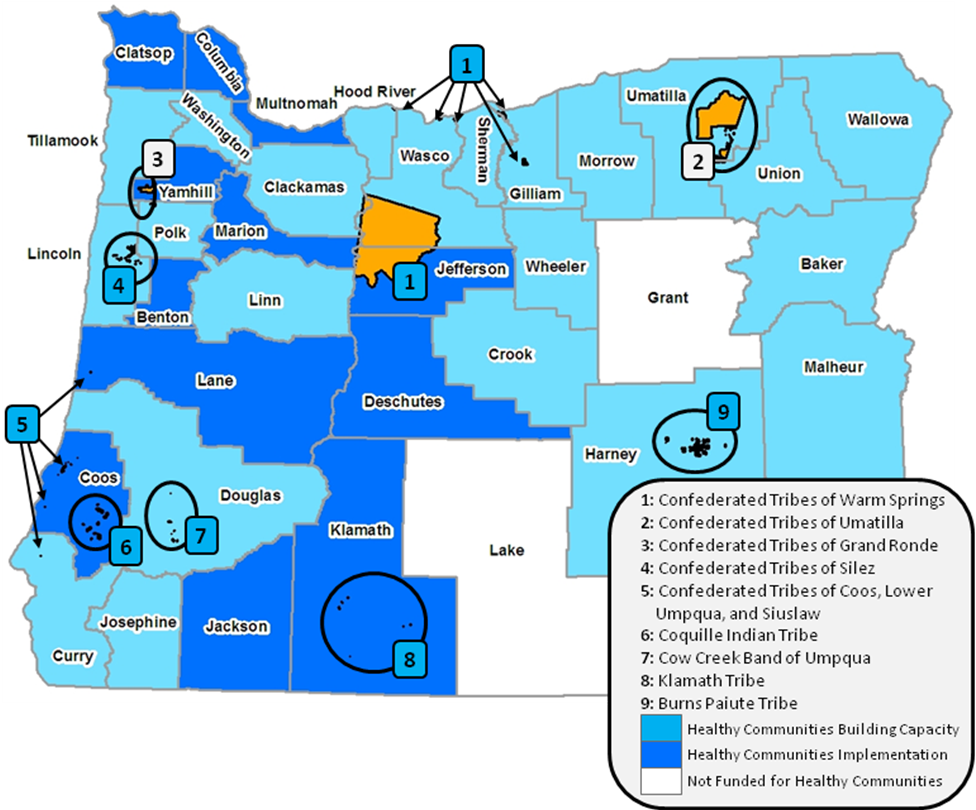 Clatsop
Columbia
1
Hood River
Multnomah
Umatilla
Wallowa
Washington
Tillamook
3
Sherman
Wasco
2
Morrow
Union
Yamhill
Clackamas
Gilliam
Polk
Marion
Lincoln
4
Jefferson
1
Wheeler
Baker
Linn
Grant
Benton
Crook
Malheur
Lane
Deschutes
5
9
Harney
Coos
Douglas
Klamath
6
7
Lake
Josephine
Jackson
Curry
8
1: Confederated Tribes of Warm Springs
2: Confederated Tribes of Umatilla
3: Confederated Tribes of Grand Ronde
4: Confederated Tribes of Silez
5: Confederated Tribes of Coos, Lower
Umpqua, and Siuslaw
6: Coquille Indian Tribe
7: Cow Creek Band of Umpqua
8: Klamath Tribe
9: Burns Paiute Tribe
Healthy Communities Building Capacity
Healthy Communities Implementation
Not Funded for Healthy Communities